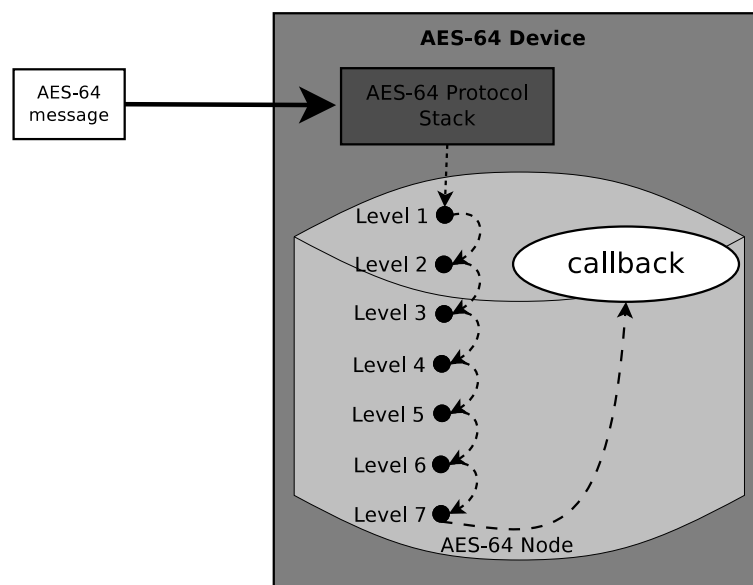 AES-64 Device
AES-64
message
AES-64 Protocol
Stack
Level 1
Level 2
callback
Level 3
Level 4
Level 5
Level 6
Level 7
AES-64 Node